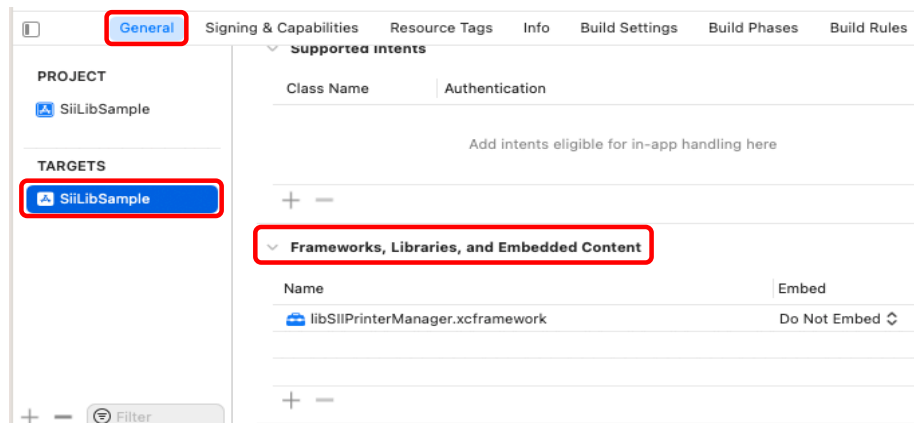 General Signing & Capabilities Resource Tags Info Build Settings Build Phases Build Rules
PROJECT
SiiLibSample
TARGETS
SiiLibSample
Filter
Supported Intents
Class Name Authentication
Add intents eligible for in-app handling here
Frameworks, Libraries, and Embedded Content
Name Embed
libSIIPrinterManager.xcframework Do Not Embed